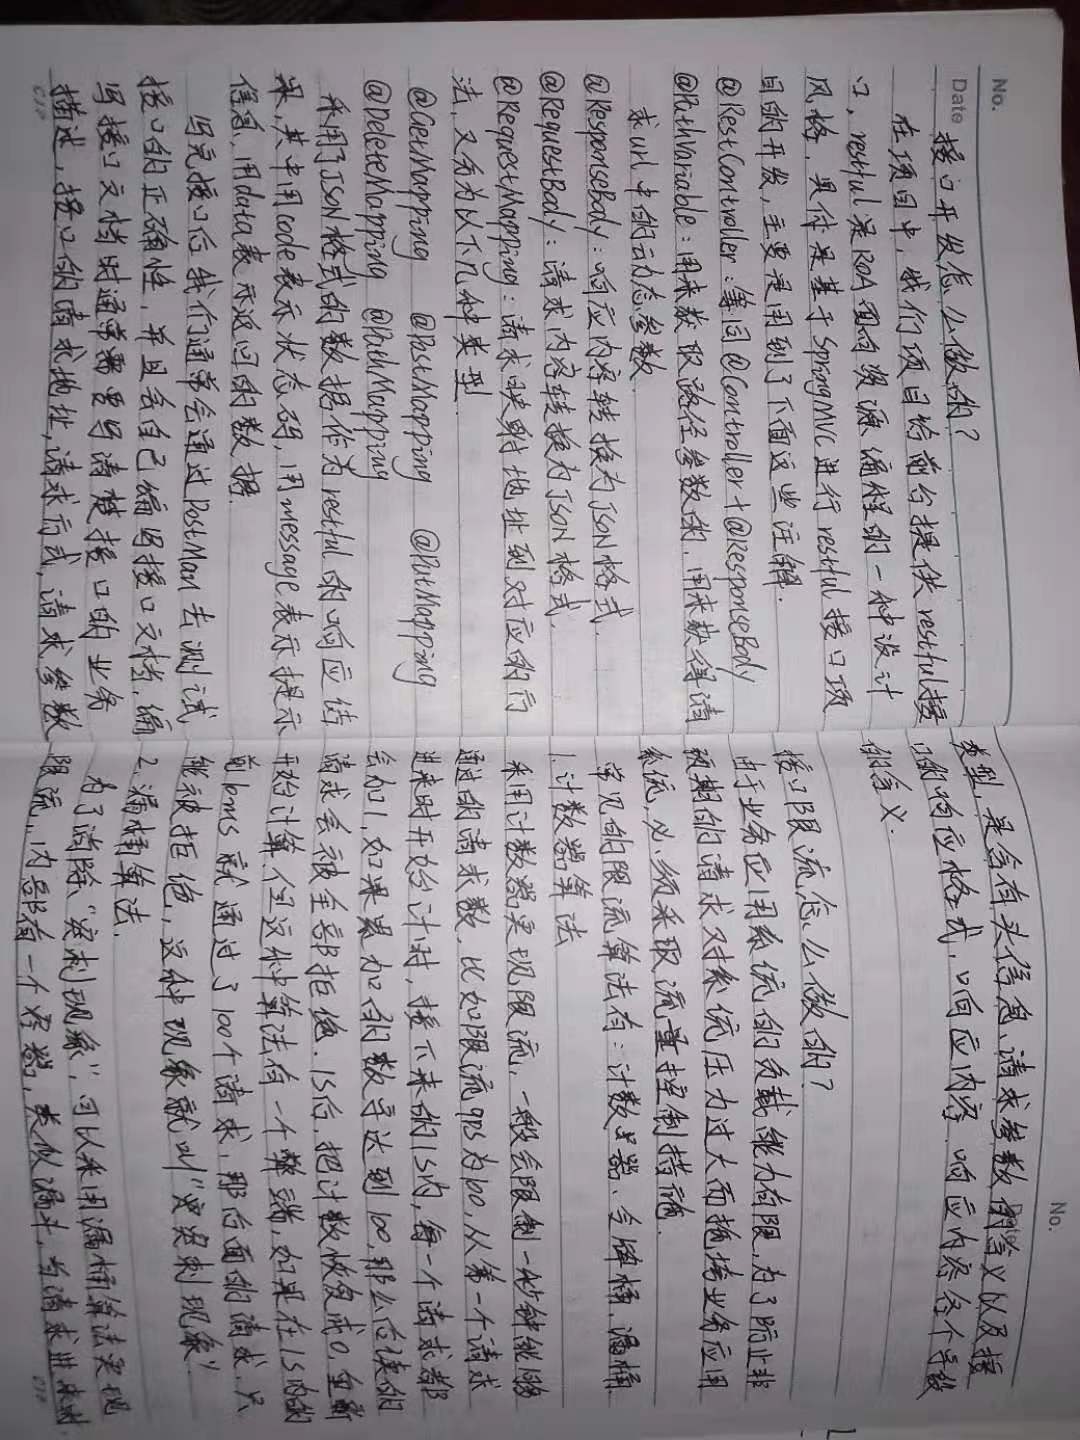 No.
Date
接口开发怎么做的?
在项目中,我们项目给前台提供restful接
口,restful是ROA面向资源编程的一种设计
风格,具体是基于SpringMVC进行restful接口项
目的开发,主要是用到了下面这些注解.
@RestController:等同@Controller+@ResponseBody
@PathVariable:用来获取路径参数的,用来获得请
求url中的动态参数
@ResponseBody:响应内容转换为JSON格式.
@RequestBody:请求内容转换为JSON格式.
@RequestMapping:请求映射地址到对应的方
法,又分为以下几种类型.
@GetMapping @PostMapping @PutMapping
@DeleteMapping @PathMapping
采用了JSON格式的数据作为restful的响应结
果,其中用code表示状态码,用message表示提示
信息,用data表示返回的数据.
写完接口后我们通常会通过PostMan去测试
接口的正确性,并且会自己编写接口文档,编
写接口文档时通常需要写清楚接口的业务
描述,接口的请求地址,请求方式,请求参数
No.
类型,是否有头信息,请求参数的含义以及接
口的响应格式,响应内容,响应内容各个字段
的含义.
接口限流怎么做的?
由于业务应用系统的负载能力有限,为了防止非
预期的请求对系统压力过大而拖垮业务应用
系统,必须采取流量控制措施.
常见的限流算法有:计数器、令牌桶、漏桶.
1.计数器算法
采用计数器实现限流,一般会限制一秒钟能够
通过的请求数,比如限流qps为100,从第一个请求
进来时开始计时,接下来的1S内,每一个请求都
会加1,如果累加的数字达到100,那么后续的
请求会被全部拒绝.1S后,把计数恢复成0,重新
开始计算,但这种算法有一个弊端,如果在1S内的
前10ms就通过了100个请求,那后面的请求,只
能被拒绝,这种现象就叫"突刺现象"
2.漏桶算法.
为了消除"突刺现象",可以采用漏桶算法实现
限流,内部有一个容器,类似漏斗,当请求进来时,